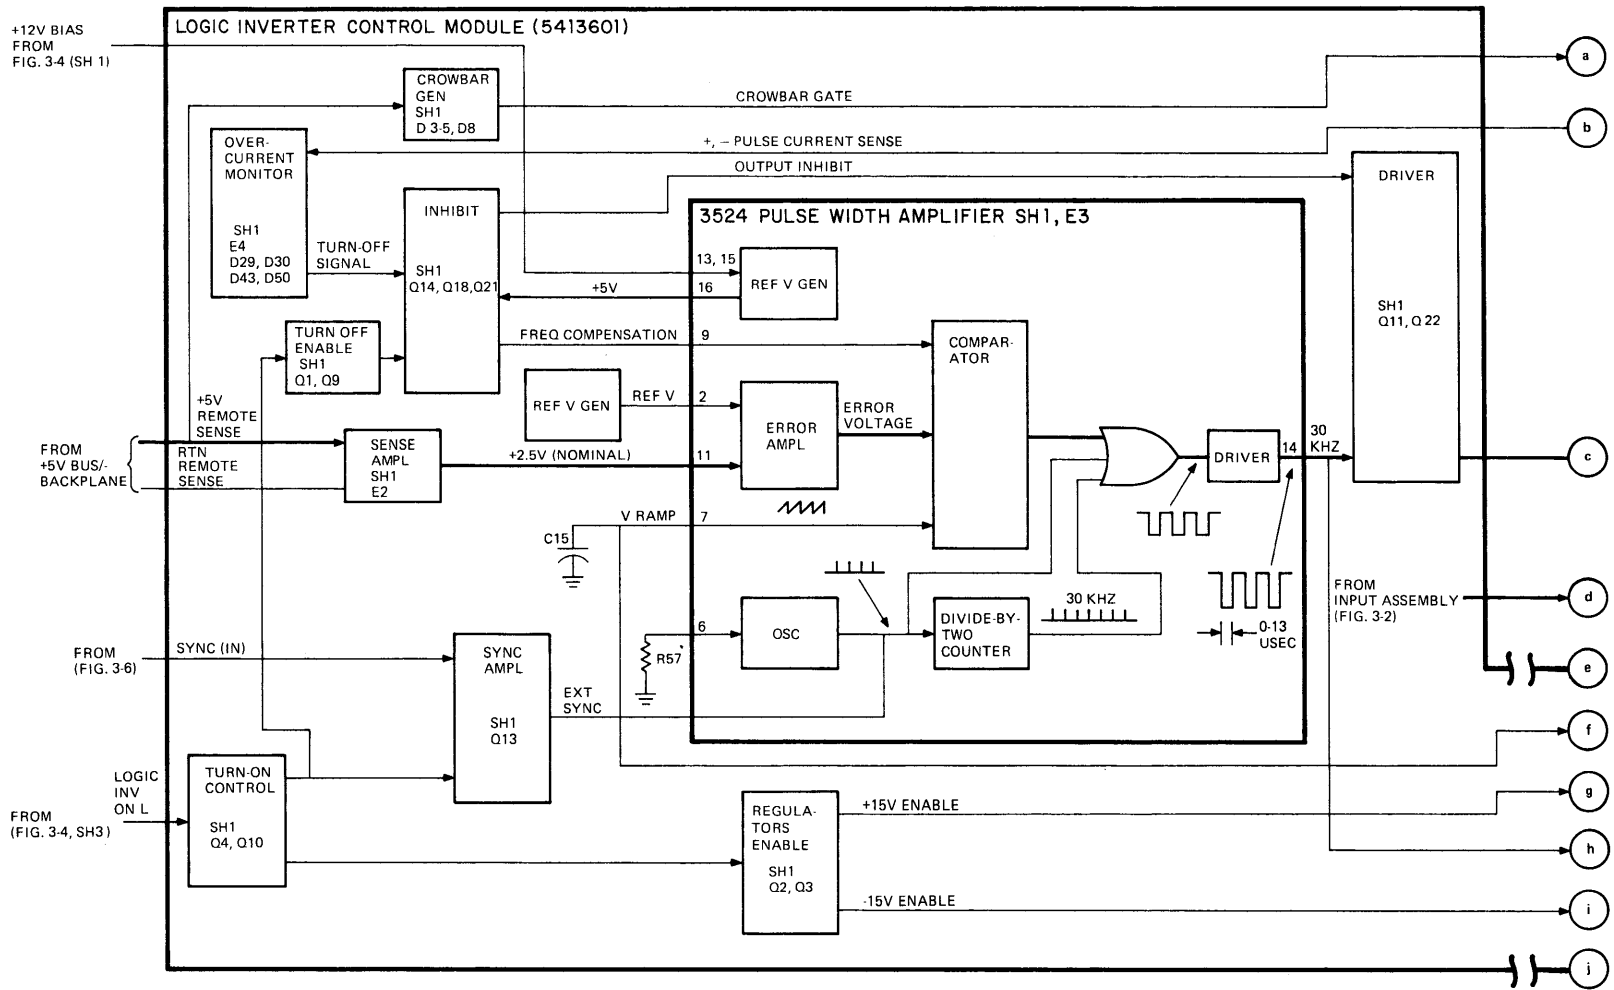 LOGIC INVERTER CONTROL MODULE (5413601)
+12V BIAS
FROM
FIG. 3-4 (SH 1)
CROWBAR
GEN
SH1
D 3-5, D8
CROWBAR GATE
a
b
OVER-
CURRENT
MONITOR
SH1
E4
D29, D30
D43, D50
+, – PULSE CURRENT SENSE
OUTPUT INHIBIT
DRIVER
SH1
Q11, Q22
INHIBIT
SH1
Q14, Q18, Q21
TURN-OFF
SIGNAL
3524 PULSE WIDTH AMPLIFIER SH1, E3
13, 15
16
REF V GEN
+5V
TURN OFF
ENABLE
SH1
Q1, Q9
FREQ COMPENSATION
9
COMPAR-
ATOR
REF V GEN
REF V
2
ERROR
AMPL
ERROR
VOLTAGE
+5V
REMOTE
SENSE
FROM
+5V BUS/-
BACKPLANE
RTN
REMOTE
SENSE
SENSE
AMPL
SH1
E2
+2.5V (NOMINAL)
11
DRIVER
14
30
KHZ
c
V RAMP
7
C15
FROM
INPUT ASSEMBLY
(FIG. 3-2)
d
30 KHZ
0-13
USEC
6
OSC
DIVIDE-BY-
TWO
COUNTER
R57
FROM
(FIG. 3-6)
SYNC (IN)
SYNC
AMPL
SH1
Q13
EXT
SYNC
e
f
LOGIC
INV
ON L
FROM
(FIG. 3-4, SH3)
TURN-ON
CONTROL
SH1
Q4, Q10
REGULA-
TORS
ENABLE
SH1
Q2, Q3
+15V ENABLE
g
h
-15V ENABLE
i
j